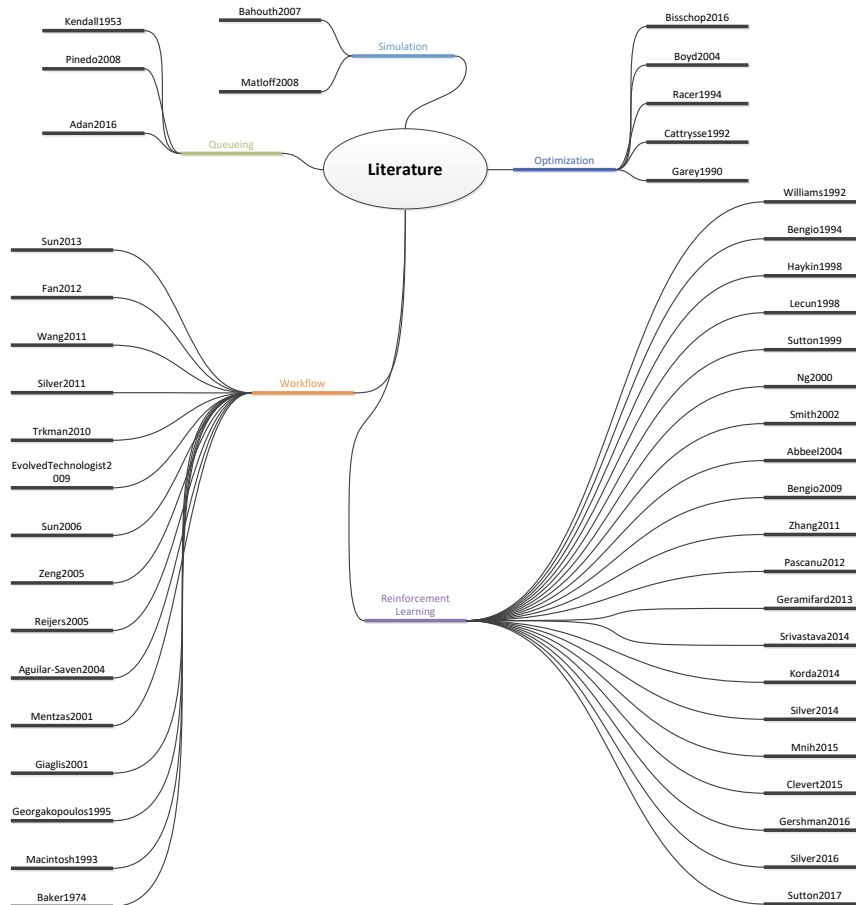 Kendall1953
Pinedo2008
Adan2016
Queueing
Bahouth2007
Matloff2008
Simulation
Literature
Optimization
Bisschop2016
Boyd2004
Racer1994
Cattrysse1992
Garey1990
Sun2013
Fan2012
Wang2011
Silver2011
Trkman2010
EvolvedTechnologist2
009
Sun2006
Zeng2005
Reijers2005
Aguilar-Saven2004
Mentzas2001
Giaglis2001
Georgakopoulos1995
Macintosh1993
Baker1974
Workflow
Reinforcement
Learning
Williams1992
Bengio1994
Haykin1998
Lecun1998
Sutton1999
Ng2000
Smith2002
Abbeel2004
Bengio2009
Zhang2011
Pascanu2012
Geramifard2013
Srivastava2014
Korda2014
Silver2014
Mnih2015
Clevert2015
Gershman2016
Silver2016
Sutton2017